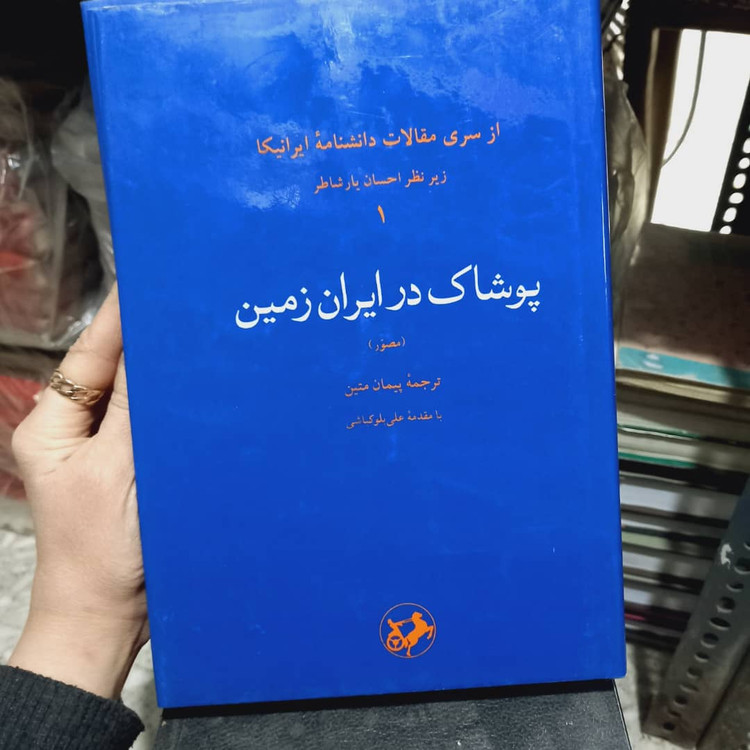 از سری مقالات دانشنامهٔ ایرانیکا
زیر نظر احسان یارشاطر
۱
پوشاک در ایران زمین
(مصوّر)
ترجمهٔ پیمان متین
با مقدمهٔ علی بلوکباشی